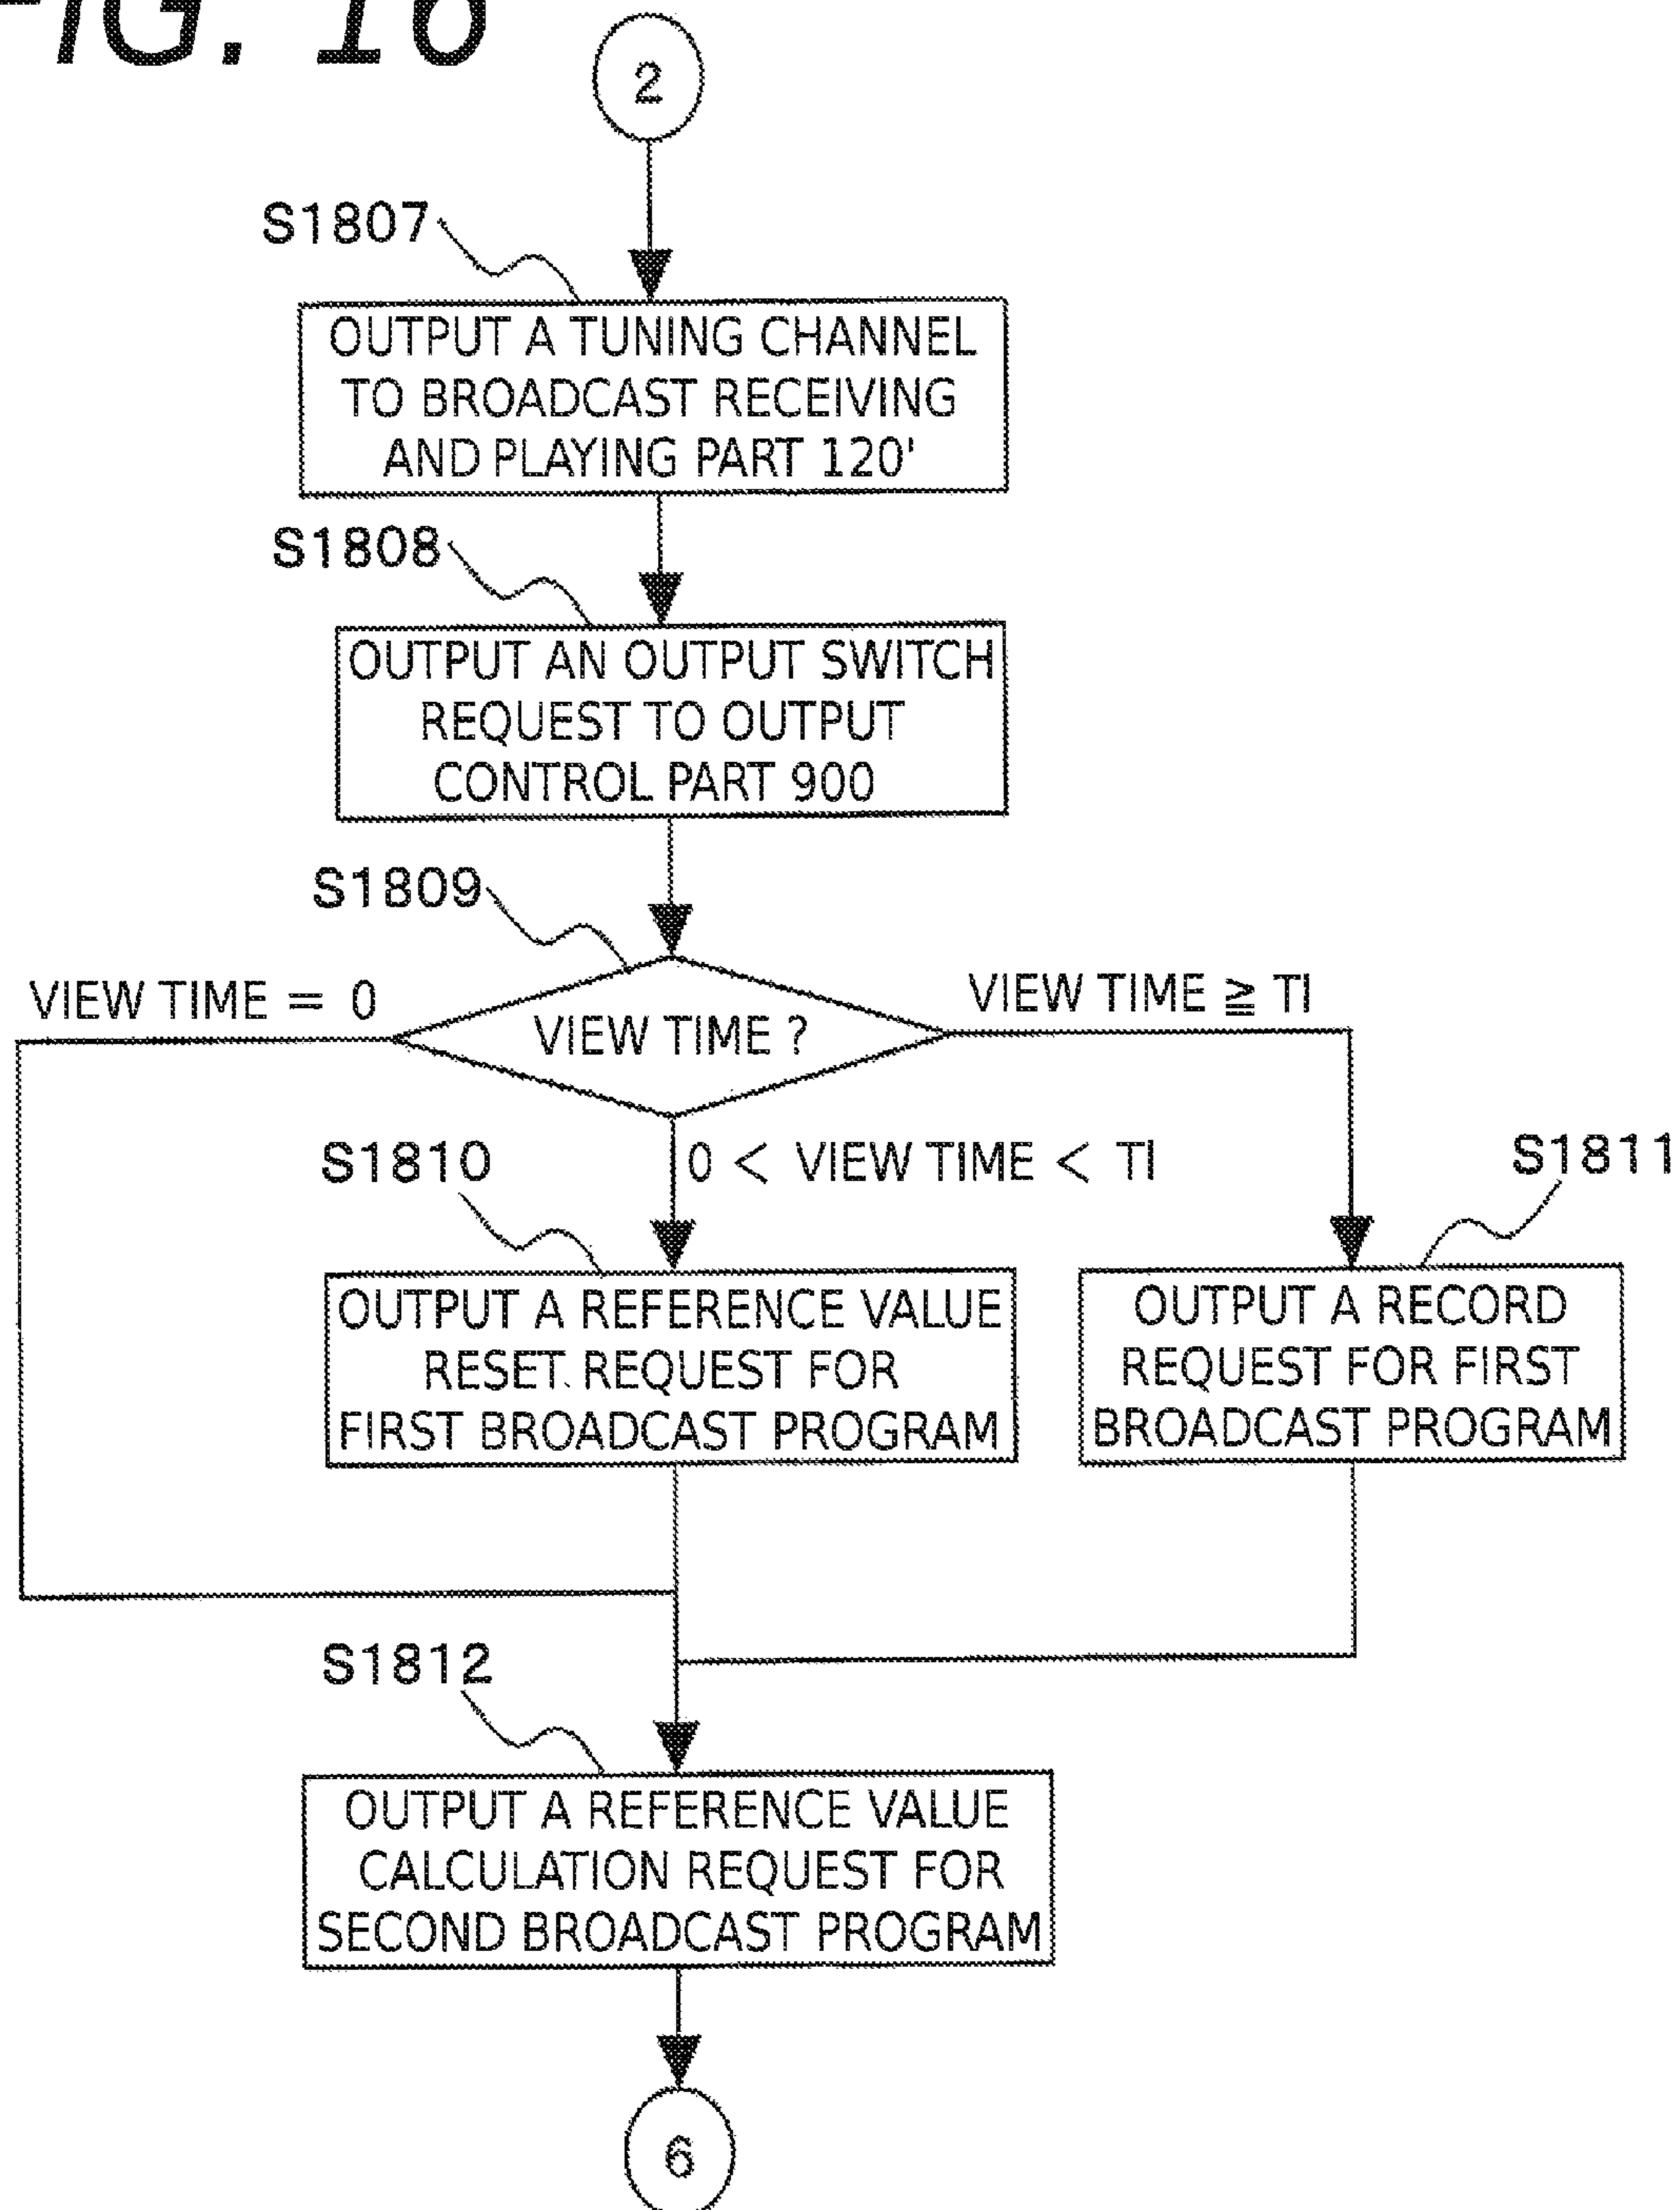 FIG. 16
2
S1807
OUTPUT A TUNING CHANNEL
TO BROADCAST RECEIVING
AND PLAYING PART 120'
S1808
OUTPUT AN OUTPUT SWITCH
REQUEST TO OUTPUT
CONTROL PART 900
S1809
VIEW TIME = 0
VIEW TIME ?
VIEW TIME ≧ TI
S1810
0 < VIEW TIME < TI
S1811
OUTPUT A REFERENCE VALUE
RESET REQUEST FOR
FIRST BROADCAST PROGRAM
OUTPUT A RECORD
REQUEST FOR FIRST
BROADCAST PROGRAM
S1812
OUTPUT A REFERENCE VALUE
CALCULATION REQUEST FOR
SECOND BROADCAST PROGRAM
6